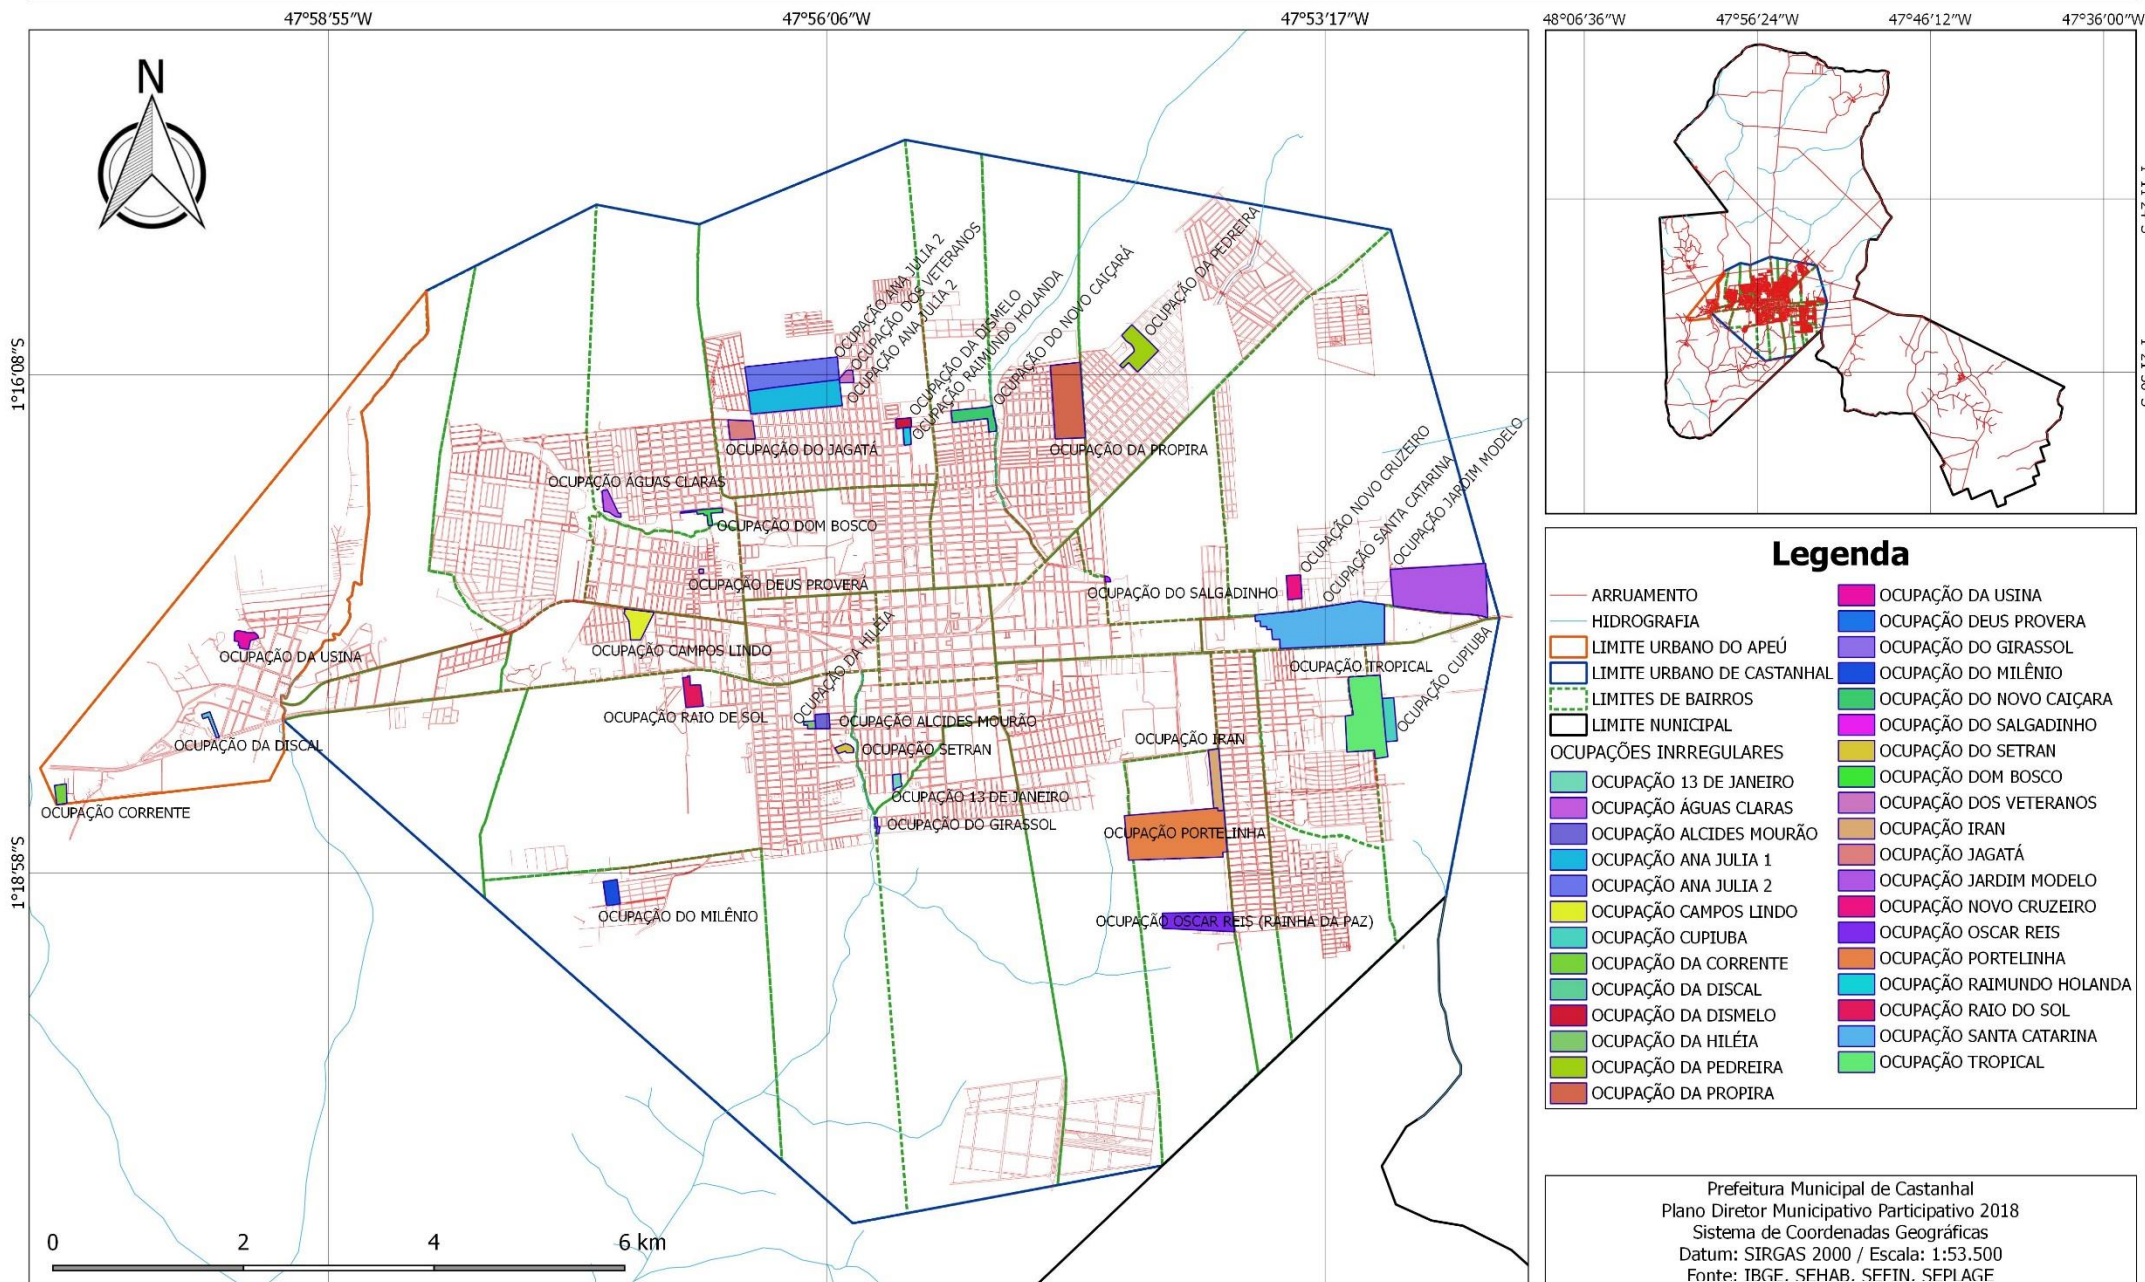 47°58'55"W
47°56'06"W
47°53'17"W
48°06'36"W
47°56'24"W
47°46'12"W
47°36'00"W
N
1°16'08"S
1°18'58"S
OCUPAÇÃO ANA JULIA 2
OCUPAÇÃO DOS VETERANOS
OCUPAÇÃO ANA JULIA 2
OCUPAÇÃO DA DISMELO
OCUPAÇÃO RAIMUNDO HOLANDA
OCUPAÇÃO DO NOVO CAIÇARÁ
OCUPAÇÃO DA PEDREIRA
OCUPAÇÃO DO JAGATÁ
OCUPAÇÃO DA PROPIRA
OCUPAÇÃO ÁGUAS CLARAS
OCUPAÇÃO DOM BOSCO
OCUPAÇÃO NOVO CRUZEIRO
OCUPAÇÃO SANTA CATARINA
OCUPAÇÃO JARDIM MODELO
OCUPAÇÃO DEUS PROVERÁ
OCUPAÇÃO DO SALGADINHO
OCUPAÇÃO DA USINA
OCUPAÇÃO CAMPOS LINDO
OCUPAÇÃO DA HILEIA
OCUPAÇÃO TROPICAL
OCUPAÇÃO CUPIUBA
OCUPAÇÃO RAIO DE SOL
OCUPAÇÃO ALCIDES MOURÃO
OCUPAÇÃO DA DISCAL
OCUPAÇÃO SETRAN
OCUPAÇÃO IRAN
OCUPAÇÃO 13 DE JANEIRO
OCUPAÇÃO CORRENTE
OCUPAÇÃO DO GIRASSOL
OCUPAÇÃO PORTELINHA
OCUPAÇÃO DO MILÊNIO
OCUPAÇÃO OSCAR REIS (RAINHA DA PAZ)
0 2 4 6 km
Legenda
ARRUAMENTO
HIDROGRAFIA
LIMITE URBANO DO APEÚ
LIMITE URBANO DE CASTANHAL
LIMITES DE BAIRROS
LIMITE NUNICIPAL
OCUPAÇÕES INRREGULARES
OCUPAÇÃO 13 DE JANEIRO
OCUPAÇÃO ÁGUAS CLARAS
OCUPAÇÃO ALCIDES MOURÃO
OCUPAÇÃO ANA JULIA 1
OCUPAÇÃO ANA JULIA 2
OCUPAÇÃO CAMPOS LINDO
OCUPAÇÃO CUPIUBA
OCUPAÇÃO DA CORRENTE
OCUPAÇÃO DA DISCAL
OCUPAÇÃO DA DISMELO
OCUPAÇÃO DA HILÉIA
OCUPAÇÃO DA PEDREIRA
OCUPAÇÃO DA PROPIRA
OCUPAÇÃO DA USINA
OCUPAÇÃO DEUS PROVERA
OCUPAÇÃO DO GIRASSOL
OCUPAÇÃO DO MILÊNIO
OCUPAÇÃO DO NOVO CAIÇARA
OCUPAÇÃO DO SALGADINHO
OCUPAÇÃO DO SETRAN
OCUPAÇÃO DOM BOSCO
OCUPAÇÃO DOS VETERANOS
OCUPAÇÃO IRAN
OCUPAÇÃO JAGATÁ
OCUPAÇÃO JARDIM MODELO
OCUPAÇÃO NOVO CRUZEIRO
OCUPAÇÃO OSCAR REIS
OCUPAÇÃO PORTELINHA
OCUPAÇÃO RAIMUNDO HOLANDA
OCUPAÇÃO RAIO DO SOL
OCUPAÇÃO SANTA CATARINA
OCUPAÇÃO TROPICAL
Prefeitura Municipal de Castanhal
Plano Diretor Municipativo Participativo 2018
Sistema de Coordenadas Geográficas
Datum: SIRGAS 2000 / Escala: 1:53.500
Fonte: IBGE, SEHAB, SEFIN, SEPLAGE